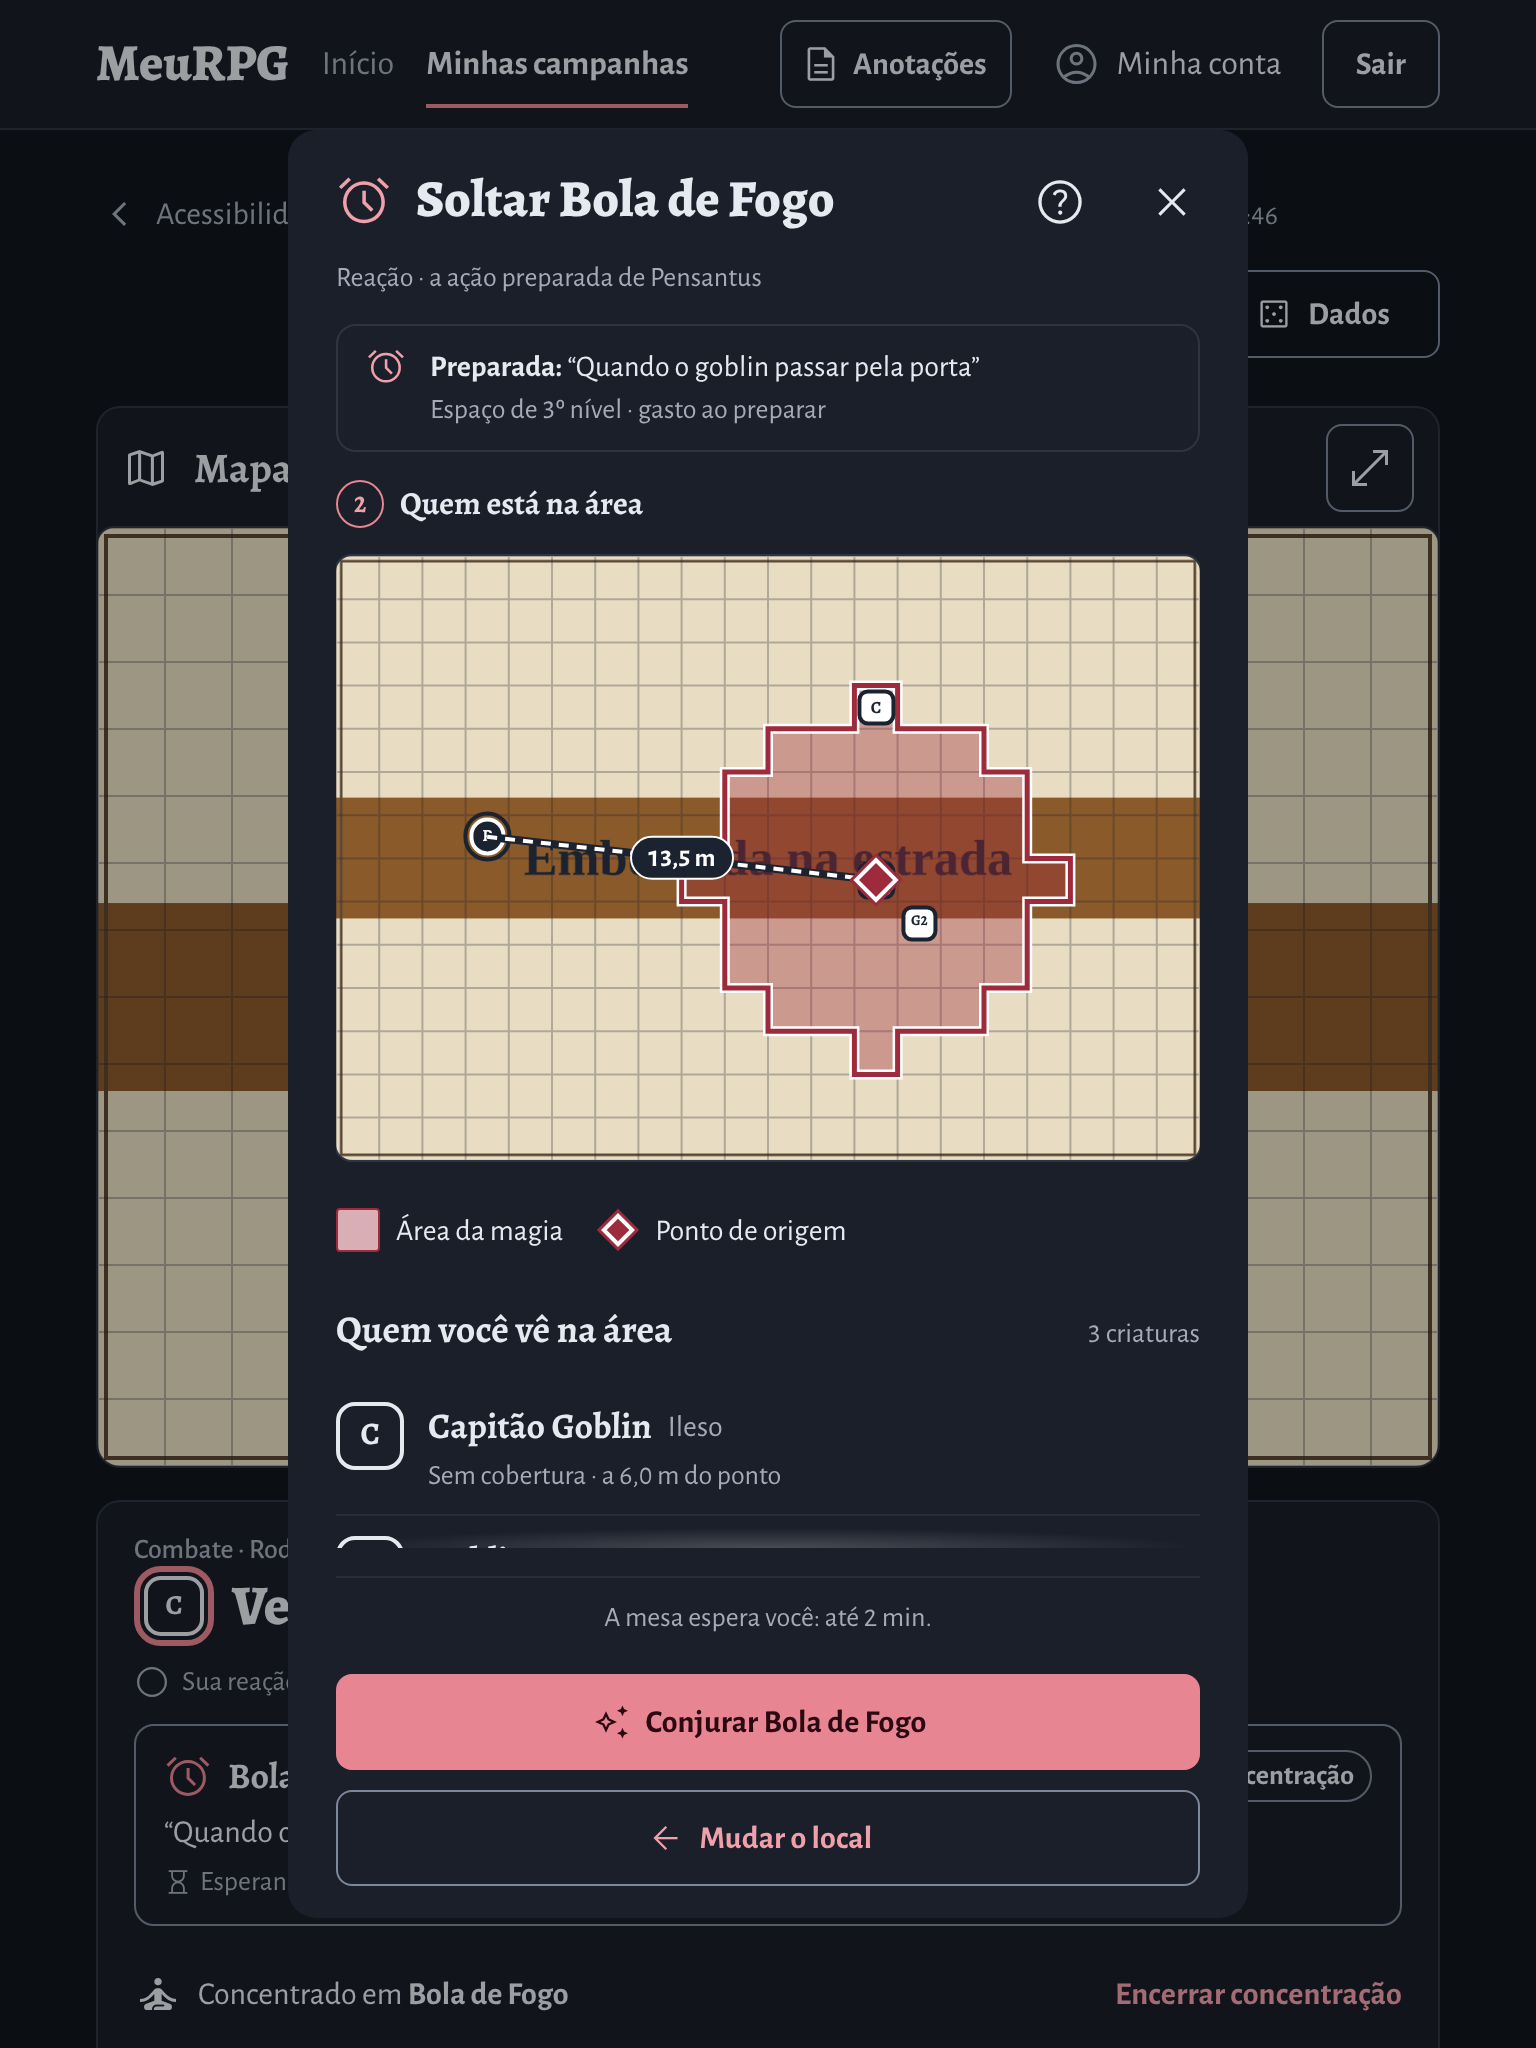 MeuRPG Início Minhas campanhas Anotações Minha conta Sair
Acessibilid
:46
Dados
Mapa
Soltar Bola de Fogo
Reação · a ação preparada de Pensantus
Preparada: “Quando o goblin passar pela porta”
Espaço de 3º nível · gasto ao preparar
2 Quem está na área
C
13,5 m
Emb da na estrada
G2
Área da magia Ponto de origem
Quem você vê na área 3 criaturas
C Capitão Goblin Ileso
Sem cobertura · a 6,0 m do ponto
A mesa espera você: até 2 min.
Conjurar Bola de Fogo
Mudar o local
Combate · Rod
C Ve
Sua reaçã
Bola
centração
“Quando o
Esperan
Concentrado em Bola de Fogo Encerrar concentração